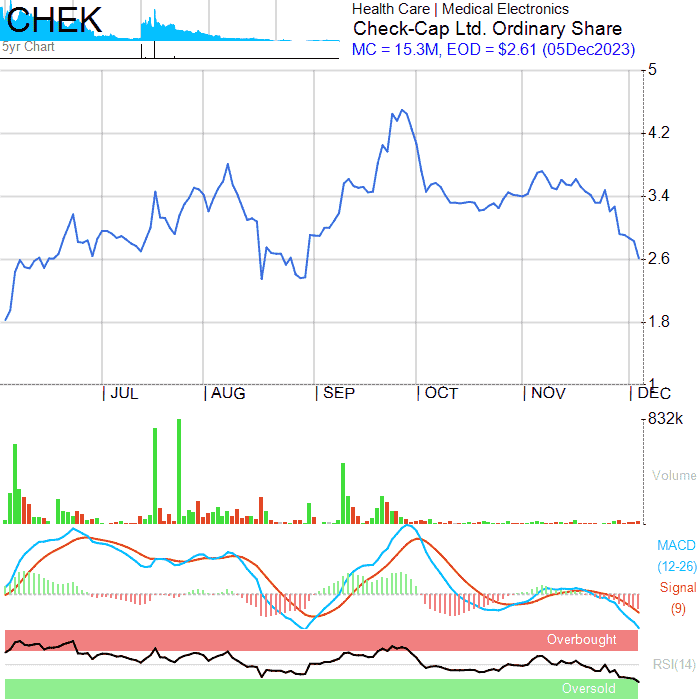 CHEK
5yr Chart
Health Care | Medical Electronics
Check-Cap Ltd. Ordinary Share
MC = 15.3M, EOD = $2.61 (05Dec2023)
5
4.2
3.4
2.6
1.8
1
| JUL | AUG | SEP | OCT | NOV | DEC
832k
Volume
MACD
(12-26)
Signal
(9)
Overbought
RSI(14)
Oversold